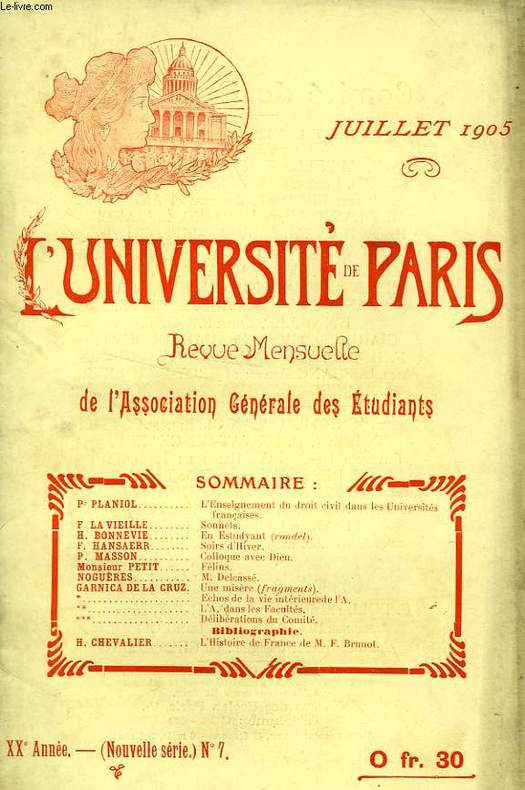 Le-livre.com
JUILLET 1905
L'UNIVERSITÉ DE PARIS
Revue Mensuelle
de l'Association Générale des Étudiants
SOMMAIRE :
Pr PLANIOL.......... L'Enseignement du droit civil dans les Universités
françaises.
F LA VIEILLE........ Sonnets.
H. BONNEVIE........ En Estudyant (rondel).
F. HANSAERR........ Soirs d'Hiver.
P. MASSON.......... Colloque avec Dieu.
Monsieur PETIT..... Félins.
NOGUÈRES........... M. Delcassé.
GARNICA DE LA CRUZ. Une misère (fragments).
*.................. Echos de la vie intérieure de l'A.
**................. L'A. dans les Facultés.
***................ Délibérations du Comité.
Bibliographie.
H. CHEVALIER....... L'Histoire de France de M. F. Brunot.
XXe Année. — (Nouvelle série.) No 7.
0 fr. 30